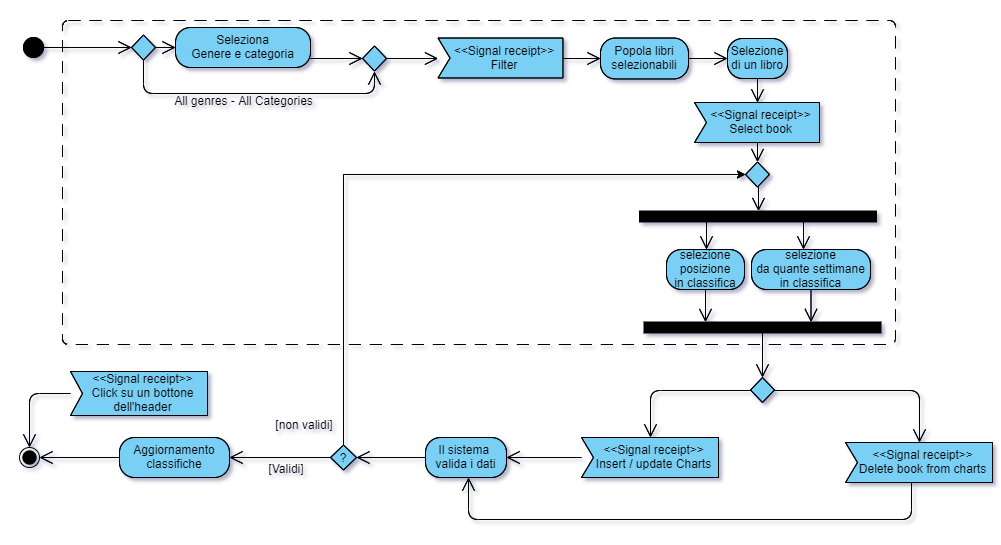 Seleziona
Genere e categoria
All genres - All Categories
<<Signal receipt>>
Filter
Popola libri
selezionabili
Selezione
di un libro
<<Signal receipt>>
Select book
selezione
posizione
in classifica
selezione
da quante settimane
in classifica
<<Signal receipt>>
Click su un bottone
dell'header
[non validi]
Aggiornamento
classifiche
[Validi]
?
Il sistema
valida i dati
<<Signal receipt>>
Insert / update Charts
<<Signal receipt>>
Delete book from charts